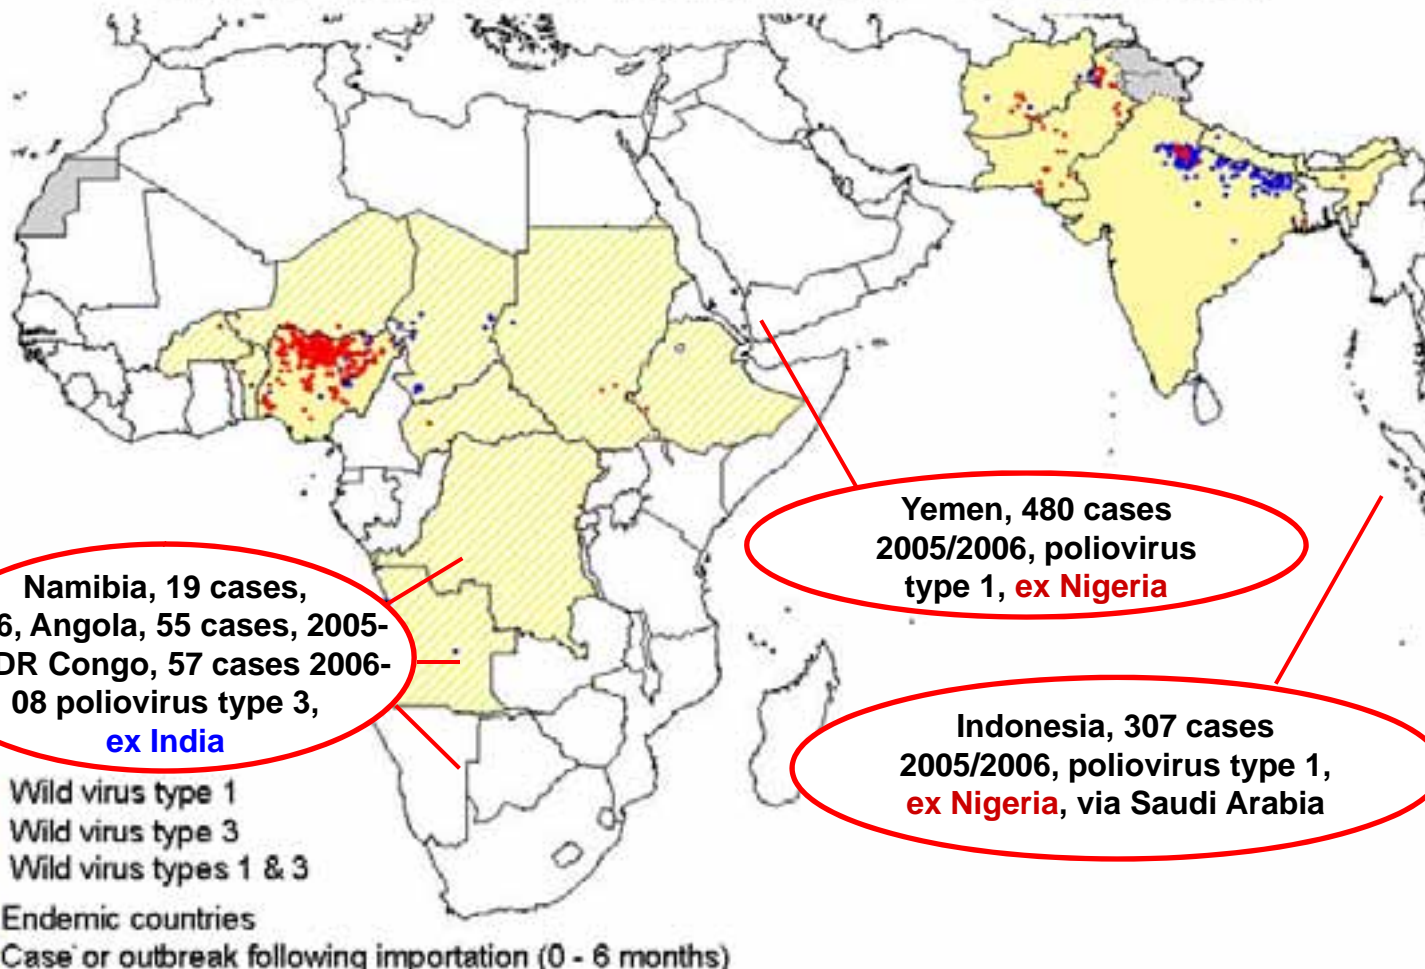 Yemen, 480 cases
2005/2006, poliovirus
type 1, ex Nigeria
Namibia, 19 cases,
6, Angola, 55 cases, 2005-
DR Congo, 57 cases 2006-
08 poliovirus type 3,
ex India
Indonesia, 307 cases
2005/2006, poliovirus type 1,
ex Nigeria, via Saudi Arabia
Wild virus type 1
Wild virus type 3
Wild virus types 1 & 3
Endemic countries
Case or outbreak following importation (0 - 6 months)